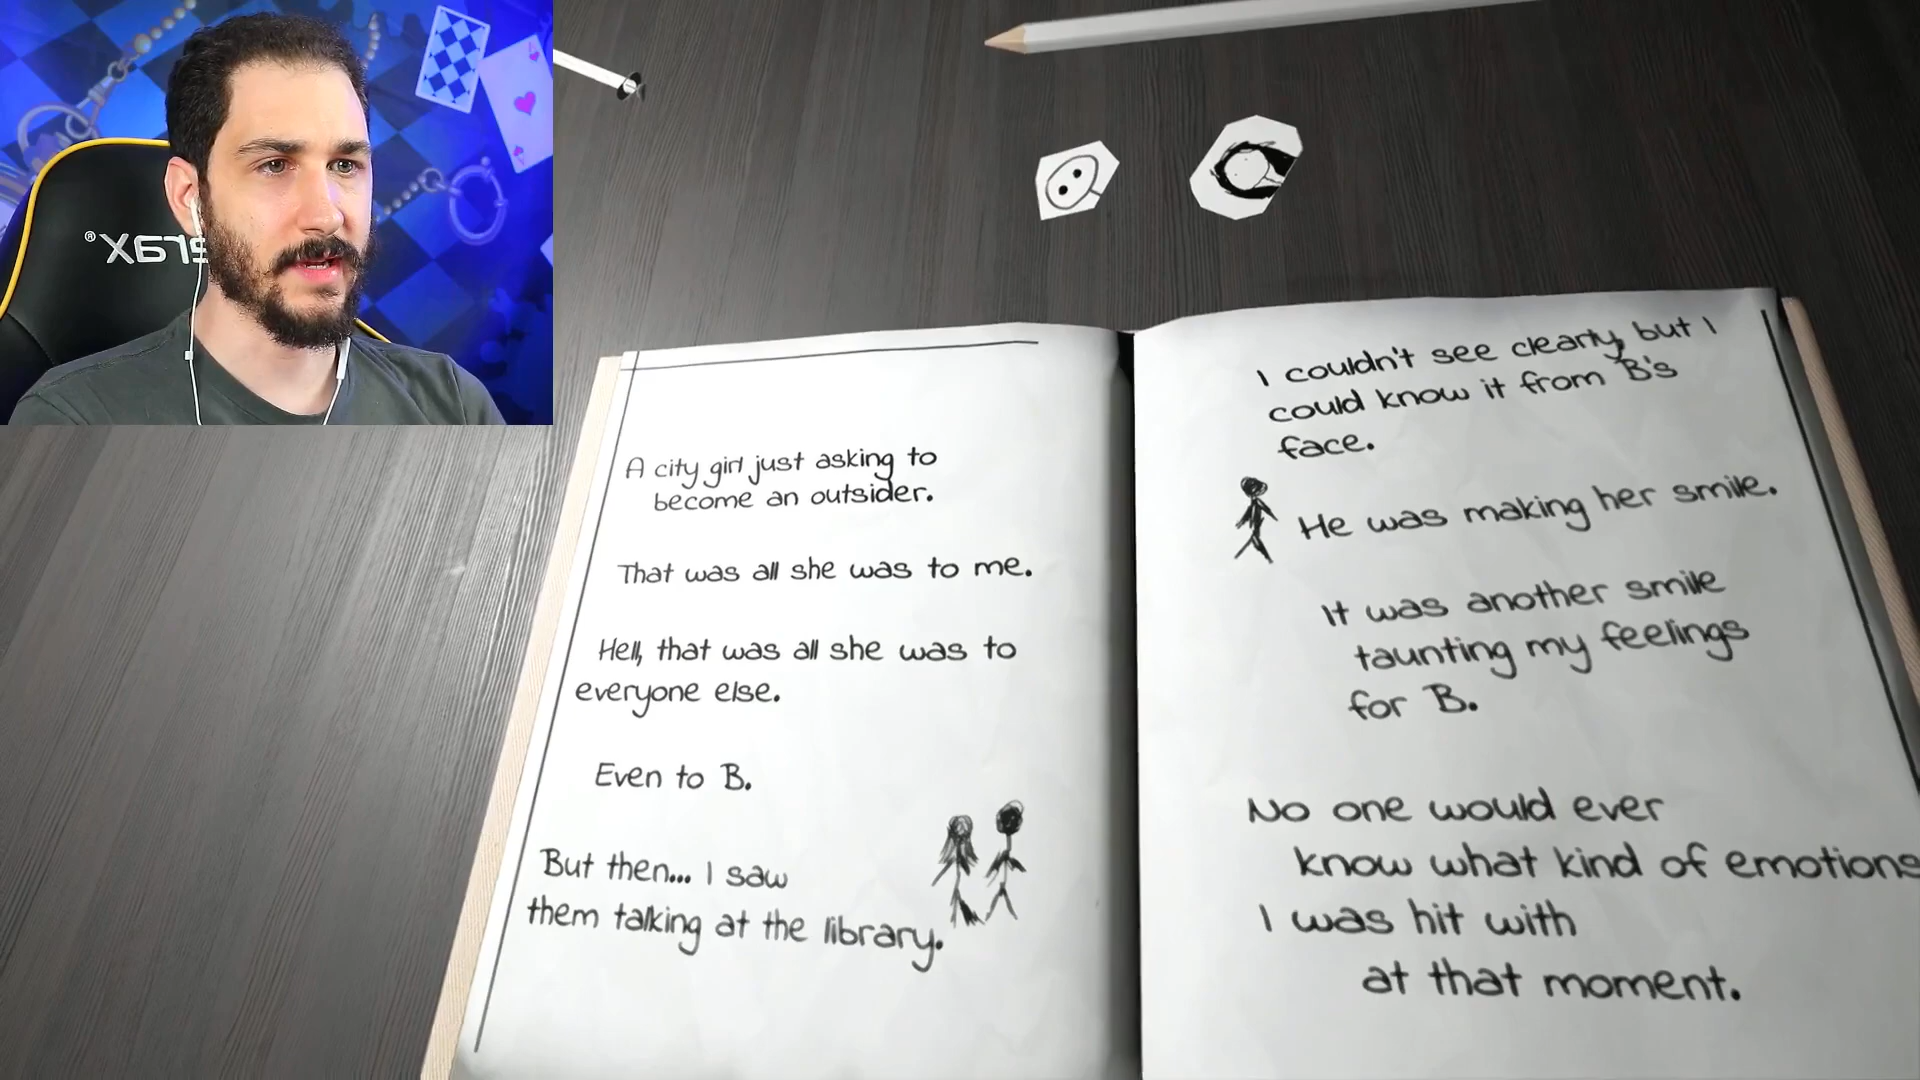 A city girl just asking to
become an outsider.
That was all she was to me.
Hell, that was all she was to
everyone else.
Even to B.
But then... I saw
them talking at the library.
I couldn't see clearly, but I
could know it from B's
face.
He was making her smile.
It was another smile
taunting my feelings
for B.
No one would ever
know what kind of emotions
I was hit with
at that moment.